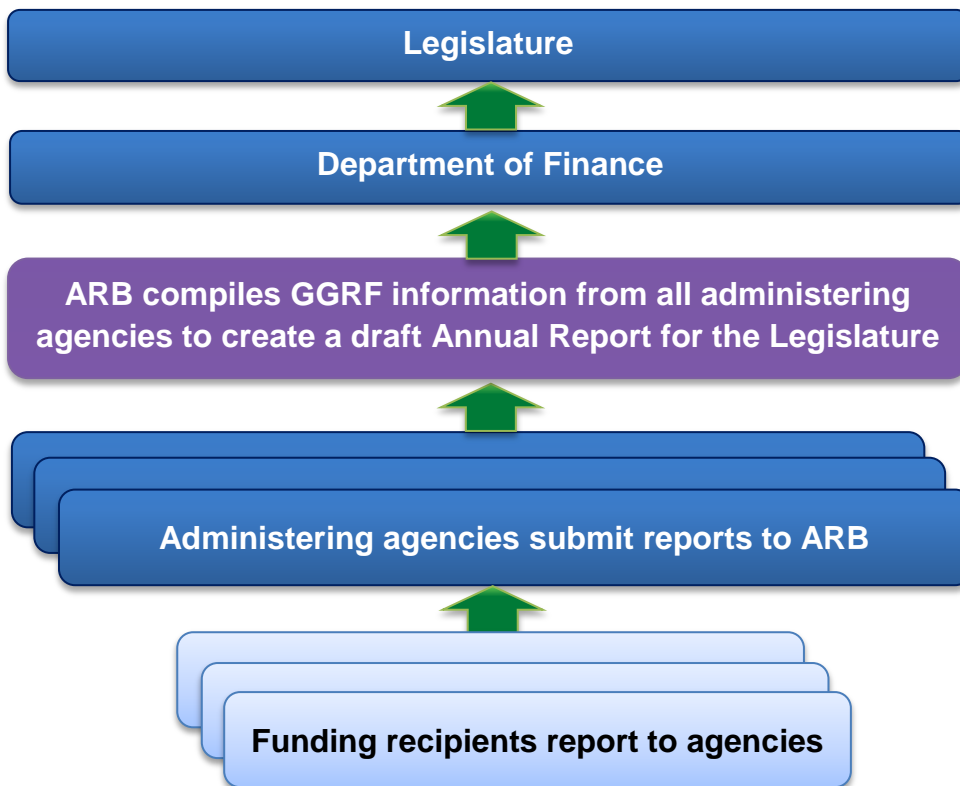 Legislature
Department of Finance
ARB compiles GGRF information from all administering
agencies to create a draft Annual Report for the Legislature
Administering agencies submit reports to ARB
Funding recipients report to agencies